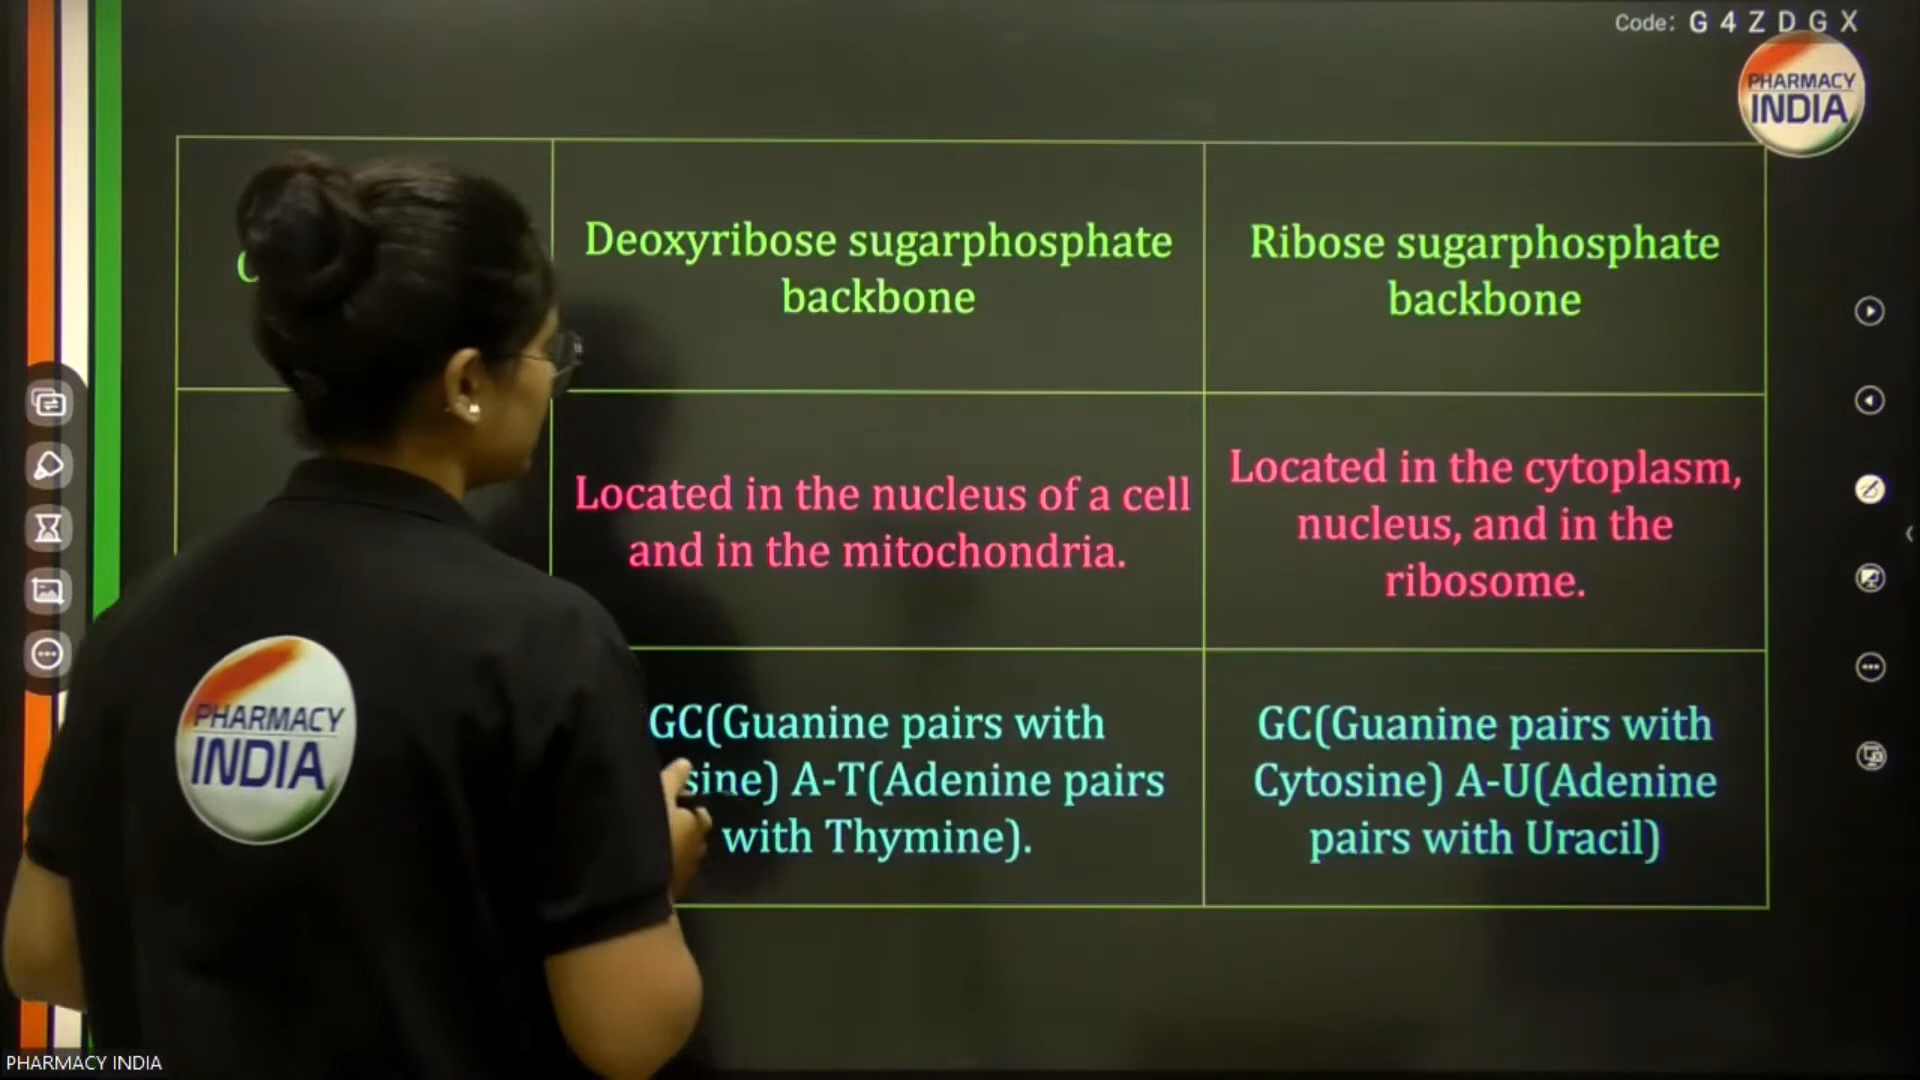 Code: G 4 Z D G X
PHARMACY
INDIA
Deoxyribose sugarphosphate
backbone
Ribose sugarphosphate
backbone
Located in the nucleus of a cell
and in the mitochondria.
Located in the cytoplasm,
nucleus, and in the
ribosome.
GC(Guanine pairs with
sine) A-T(Adenine pairs
with Thymine).
GC(Guanine pairs with
Cytosine) A-U(Adenine
pairs with Uracil)
PHARMACY
INDIA
PHARMACY INDIA